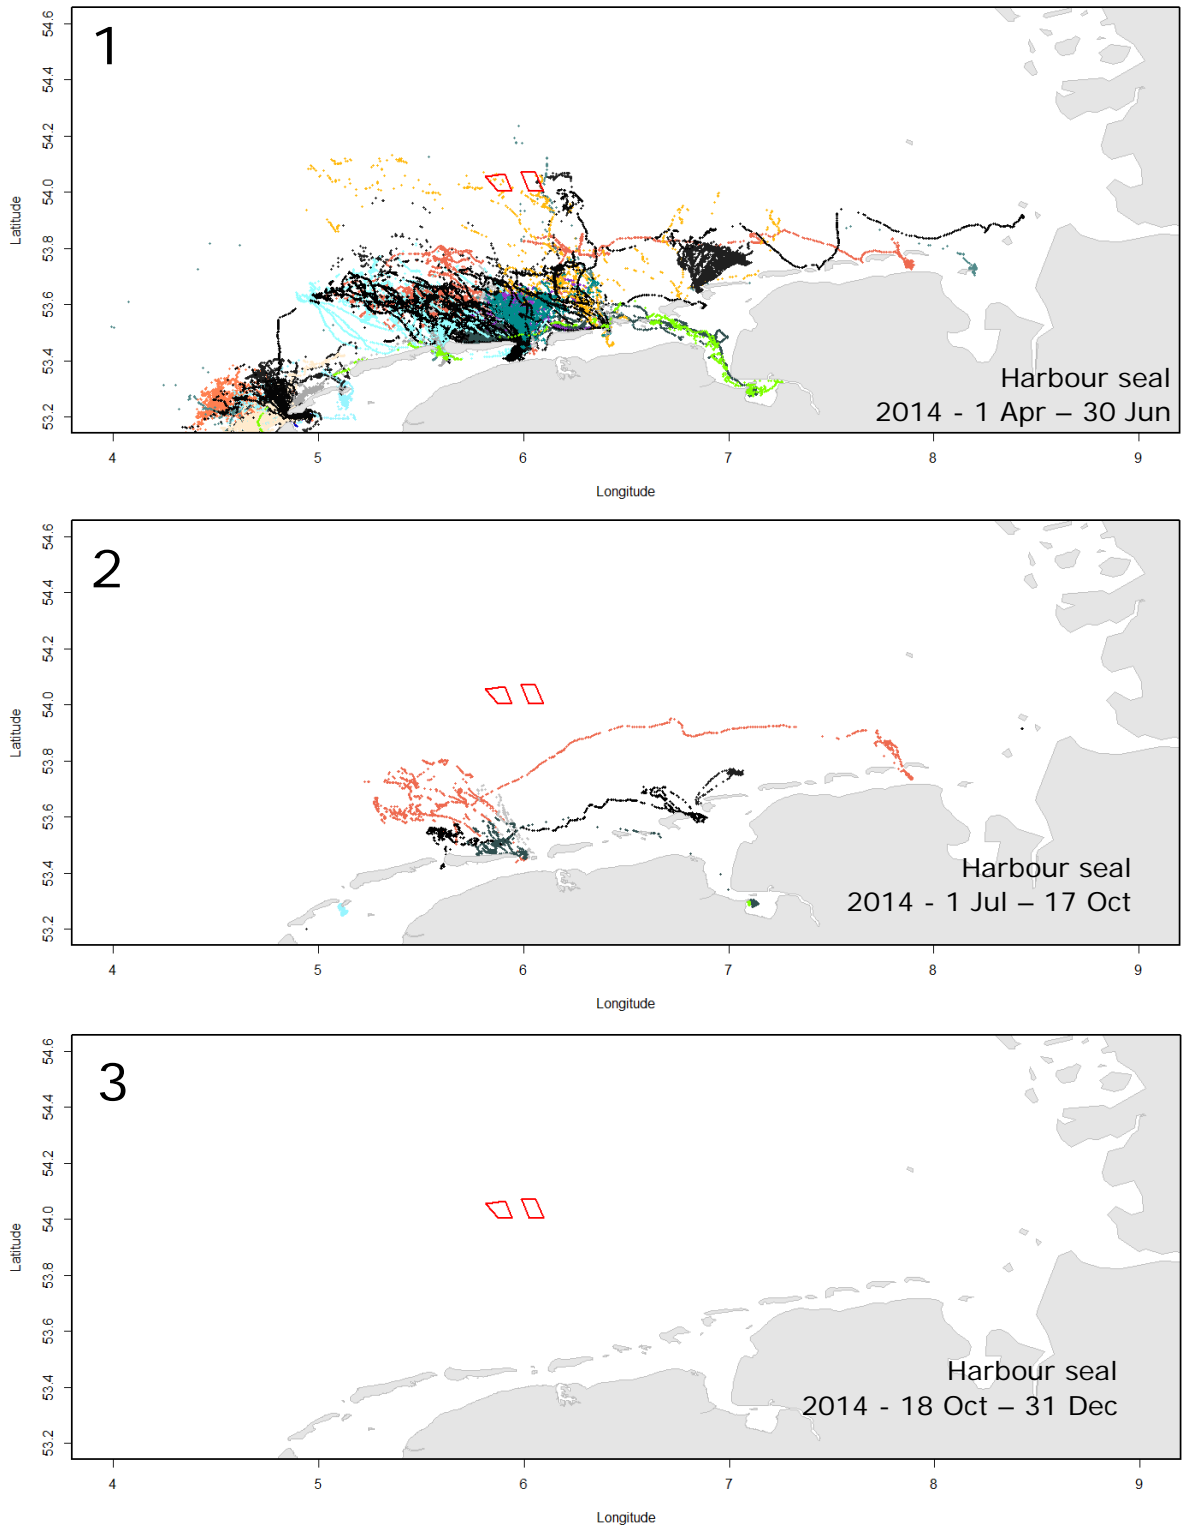 1
54.6
54.4
54.2
54.0
53.8
53.6
53.4
53.2
Latitude
Harbour seal
2014 - 1 Apr – 30 Jun
4 5 6 7 8 9
Longitude
2
54.6
54.4
54.2
54.0
53.8
53.6
53.4
53.2
Latitude
Harbour seal
2014 - 1 Jul – 17 Oct
4 5 6 7 8 9
Longitude
3
54.6
54.4
54.2
54.0
53.8
53.6
53.4
53.2
Latitude
Harbour seal
2014 - 18 Oct – 31 Dec
4 5 6 7 8 9
Longitude